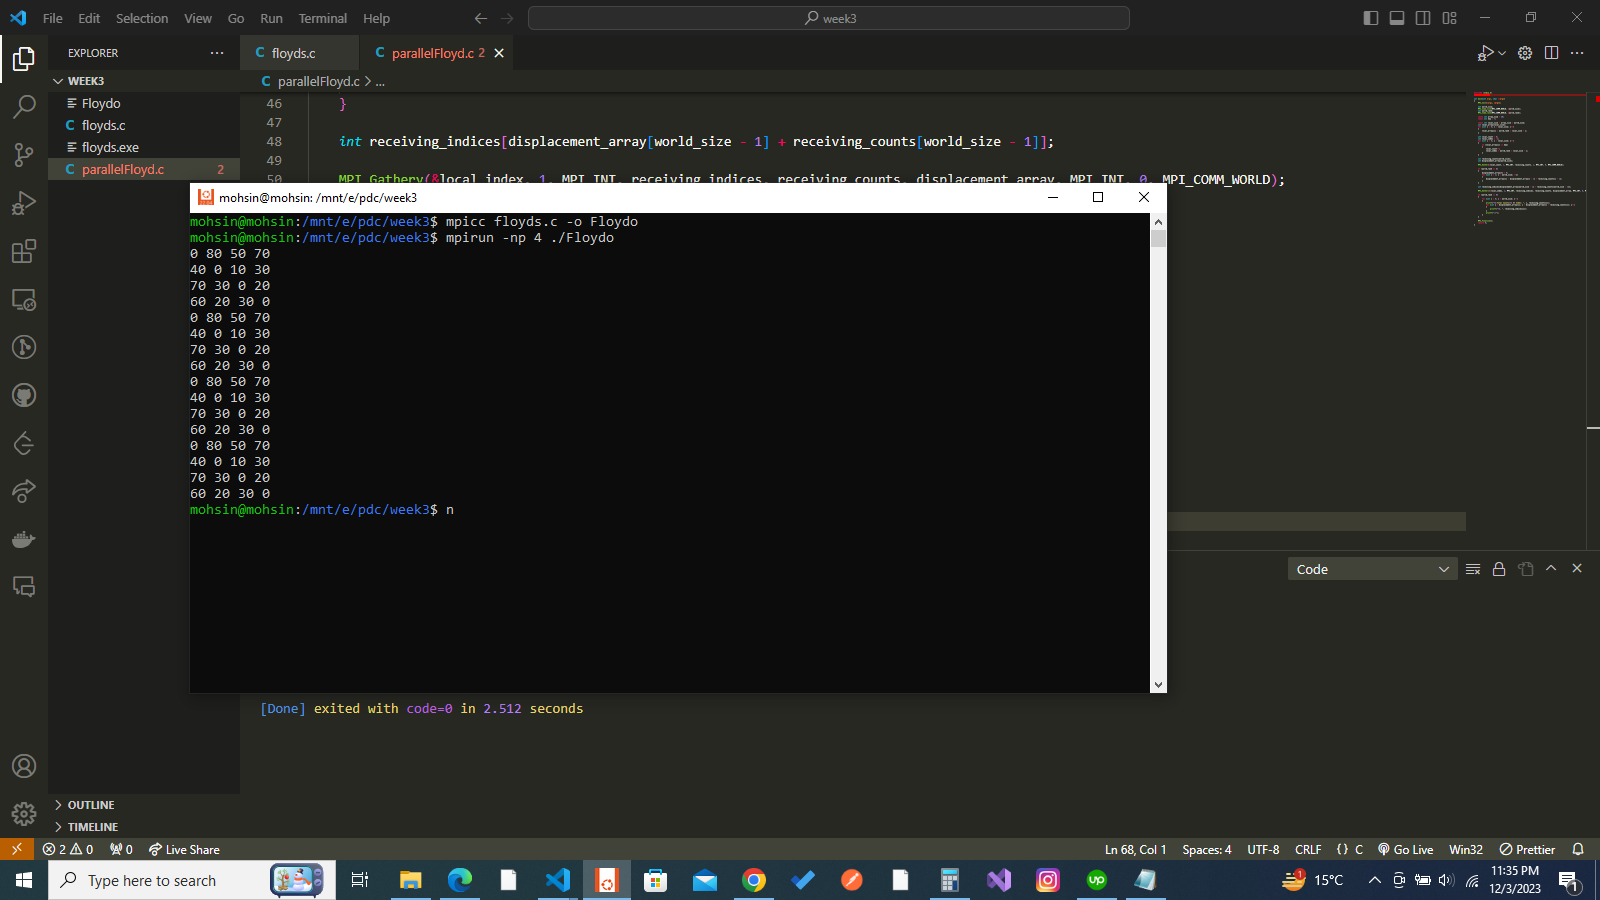 File Edit Selection View Go Run Terminal Help
week3
EXPLORER
floyds.c
parallelFloyd.c 2
WEEK3
parallelFloyd.c > ...
Floydo
floyds.c
floyds.exe
parallelFloyd.c 2
46 }
47
48 int receiving_indices[displacement_array[world_size - 1] + receiving_counts[world_size - 1]];
49
50 MPI_Gatherv(&local_index, 1, MPI_INT, receiving_indices, receiving_counts, displacement_array, MPI_INT, 0, MPI_COMM_WORLD);
mohsin@mohsin: /mnt/e/pdc/week3
mohsin@mohsin:/mnt/e/pdc/week3$ mpicc floyds.c -o Floydo
mohsin@mohsin:/mnt/e/pdc/week3$ mpirun -np 4 ./Floydo
0 80 50 70
40 0 10 30
70 30 0 20
60 20 30 0
0 80 50 70
40 0 10 30
70 30 0 20
60 20 30 0
0 80 50 70
40 0 10 30
70 30 0 20
60 20 30 0
0 80 50 70
40 0 10 30
70 30 0 20
60 20 30 0
mohsin@mohsin:/mnt/e/pdc/week3$ n
Code
[Done] exited with code=0 in 2.512 seconds
OUTLINE
TIMELINE
2 0 0 Live Share
Ln 68, Col 1 Spaces: 4 UTF-8 CRLF {} C Go Live Win32 Prettier
Type here to search
up
1
15°C
11:35 PM
12/3/2023
1